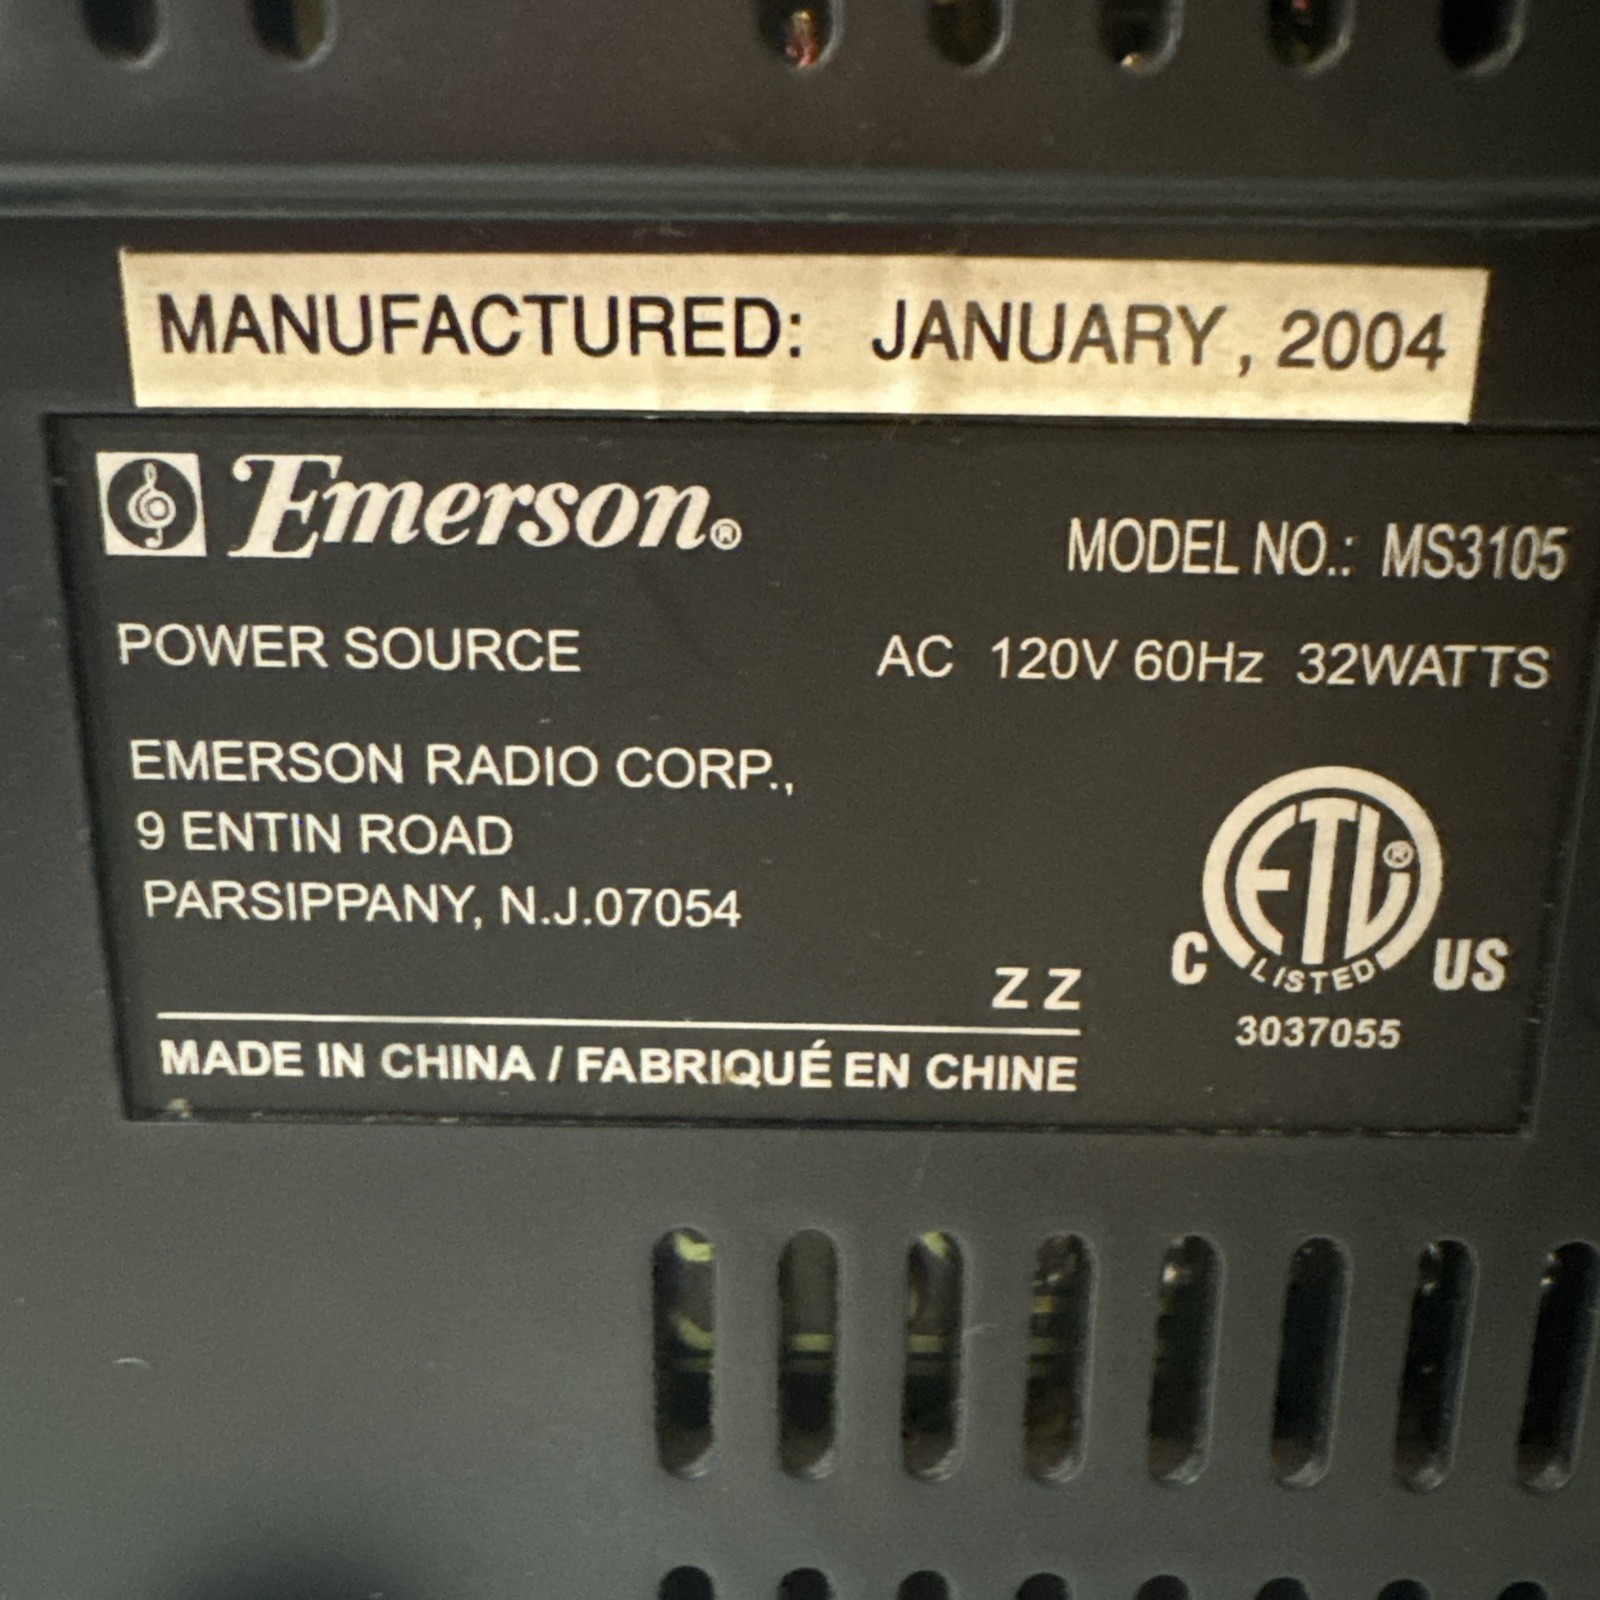 MANUFACTURED: JANUARY, 2004
Emerson®
MODEL NO.: MS3105
POWER SOURCE AC 120V 60Hz 32WATTS
EMERSON RADIO CORP.,
9 ENTIN ROAD
PARSIPPANY, N.J.07054
Z Z
MADE IN CHINA / FABRIQUÉ EN CHINE
ETL®
C LISTED US
3037055